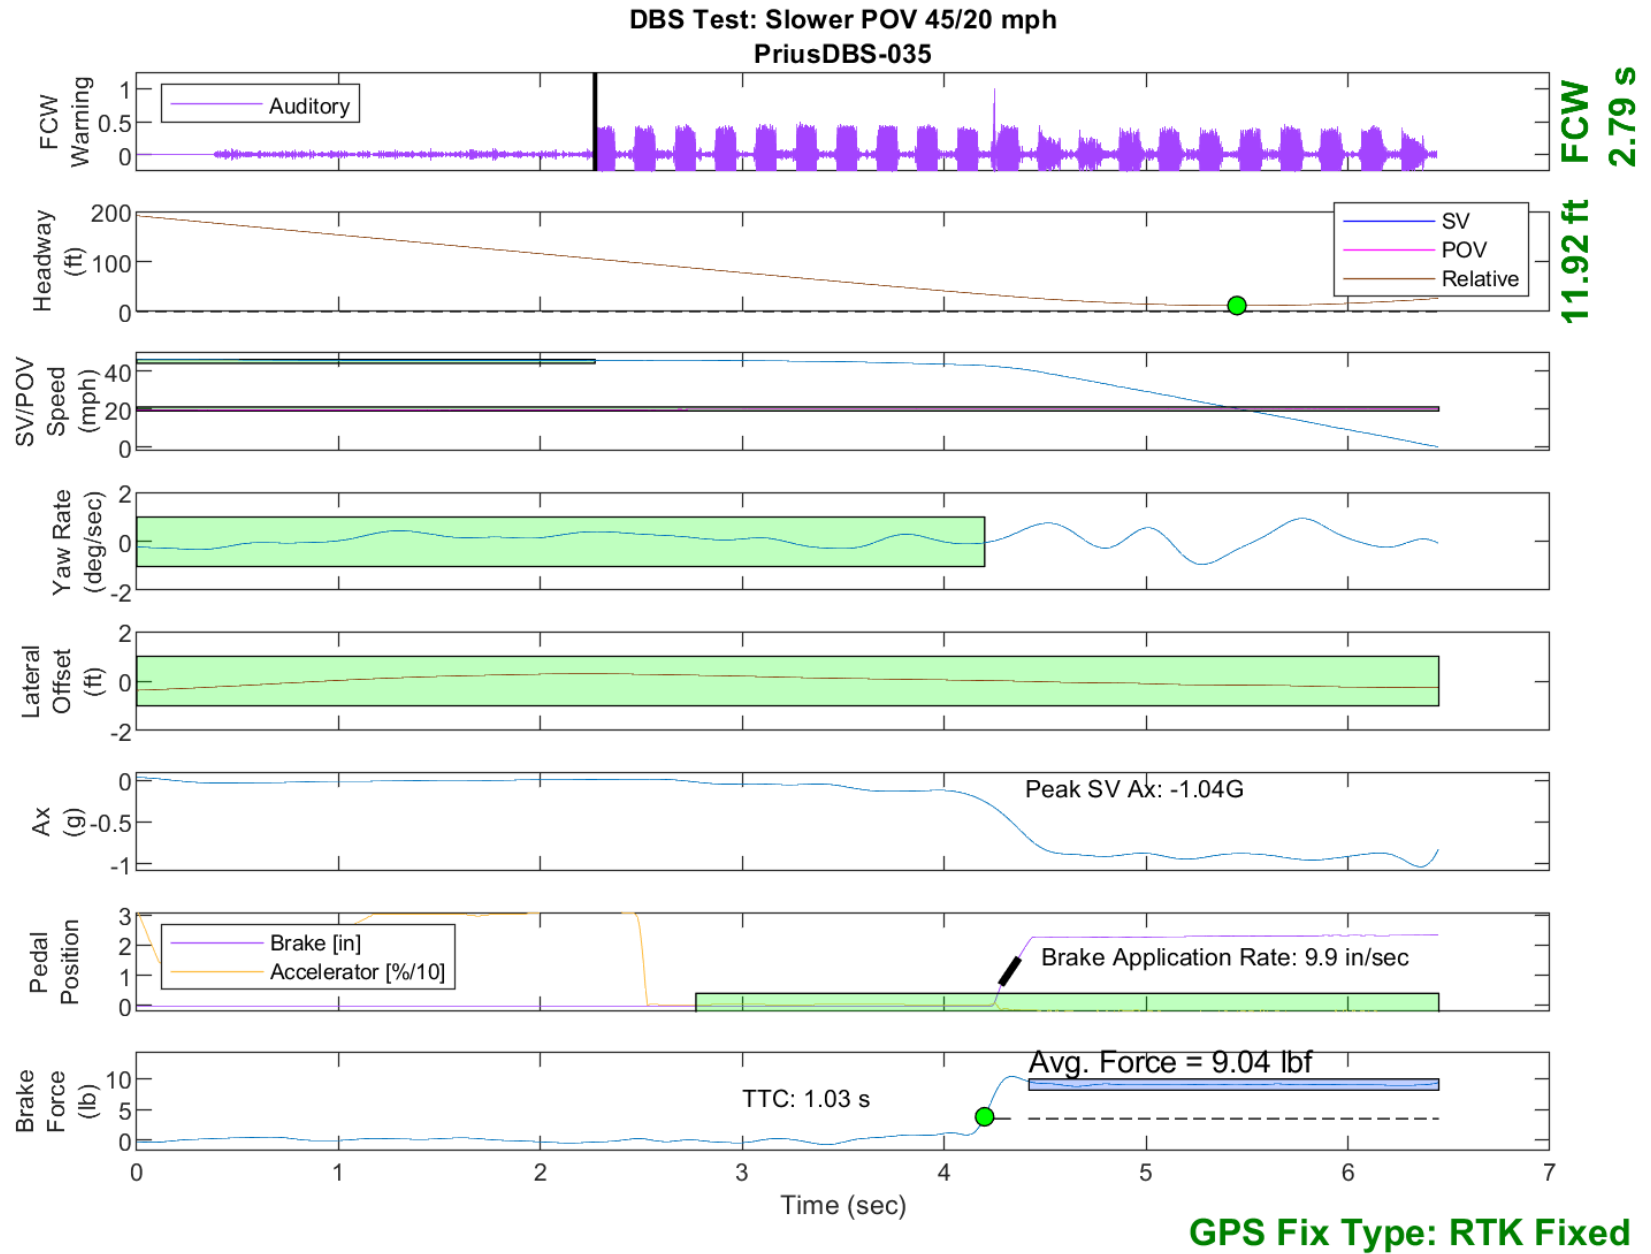 DBS Test: Slower POV 45/20 mph
PriusDBS-035
FCW
Warning
1
0.5
0
Auditory
FCW
2.79 s
Headway
(ft)
200
100
0
SV
POV
Relative
11.92 ft
SV/POV
Speed
(mph)
40
20
0
Yaw Rate
(deg/sec)
2
0
-2
Lateral
Offset
(ft)
2
0
-2
Ax
(g)
0
-0.5
-1
Peak SV Ax: -1.04G
Pedal
Position
3
2
1
0
Brake [in]
Accelerator [%/10]
Brake Application Rate: 9.9 in/sec
Brake
Force
(lb)
10
5
0
TTC: 1.03 s
Avg. Force = 9.04 lbf
0 1 2 3 4 5 6 7
Time (sec)
GPS Fix Type: RTK Fixed